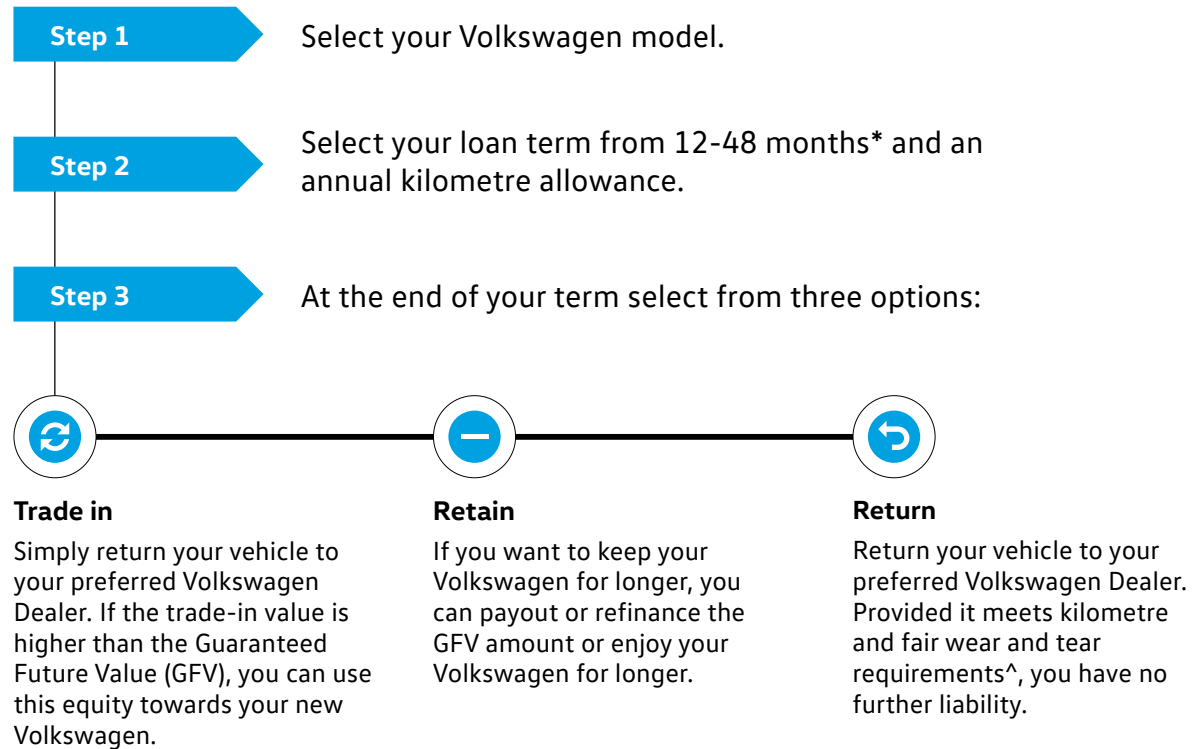 Step 1
Select your Volkswagen model.
Step 2
Select your loan term from 12-48 months* and an
annual kilometre allowance.
Step 3
At the end of your term select from three options:
Trade in
Simply return your vehicle to
your preferred Volkswagen
Dealer. If the trade-in value is
higher than the Guaranteed
Future Value (GFV), you can use
this equity towards your new
Volkswagen.
Retain
If you want to keep your
Volkswagen for longer, you
can payout or refinance the
GFV amount or enjoy your
Volkswagen for longer.
Return
Return your vehicle to your
preferred Volkswagen Dealer.
Provided it meets kilometre
and fair wear and tear
requirements^, you have no
further liability.